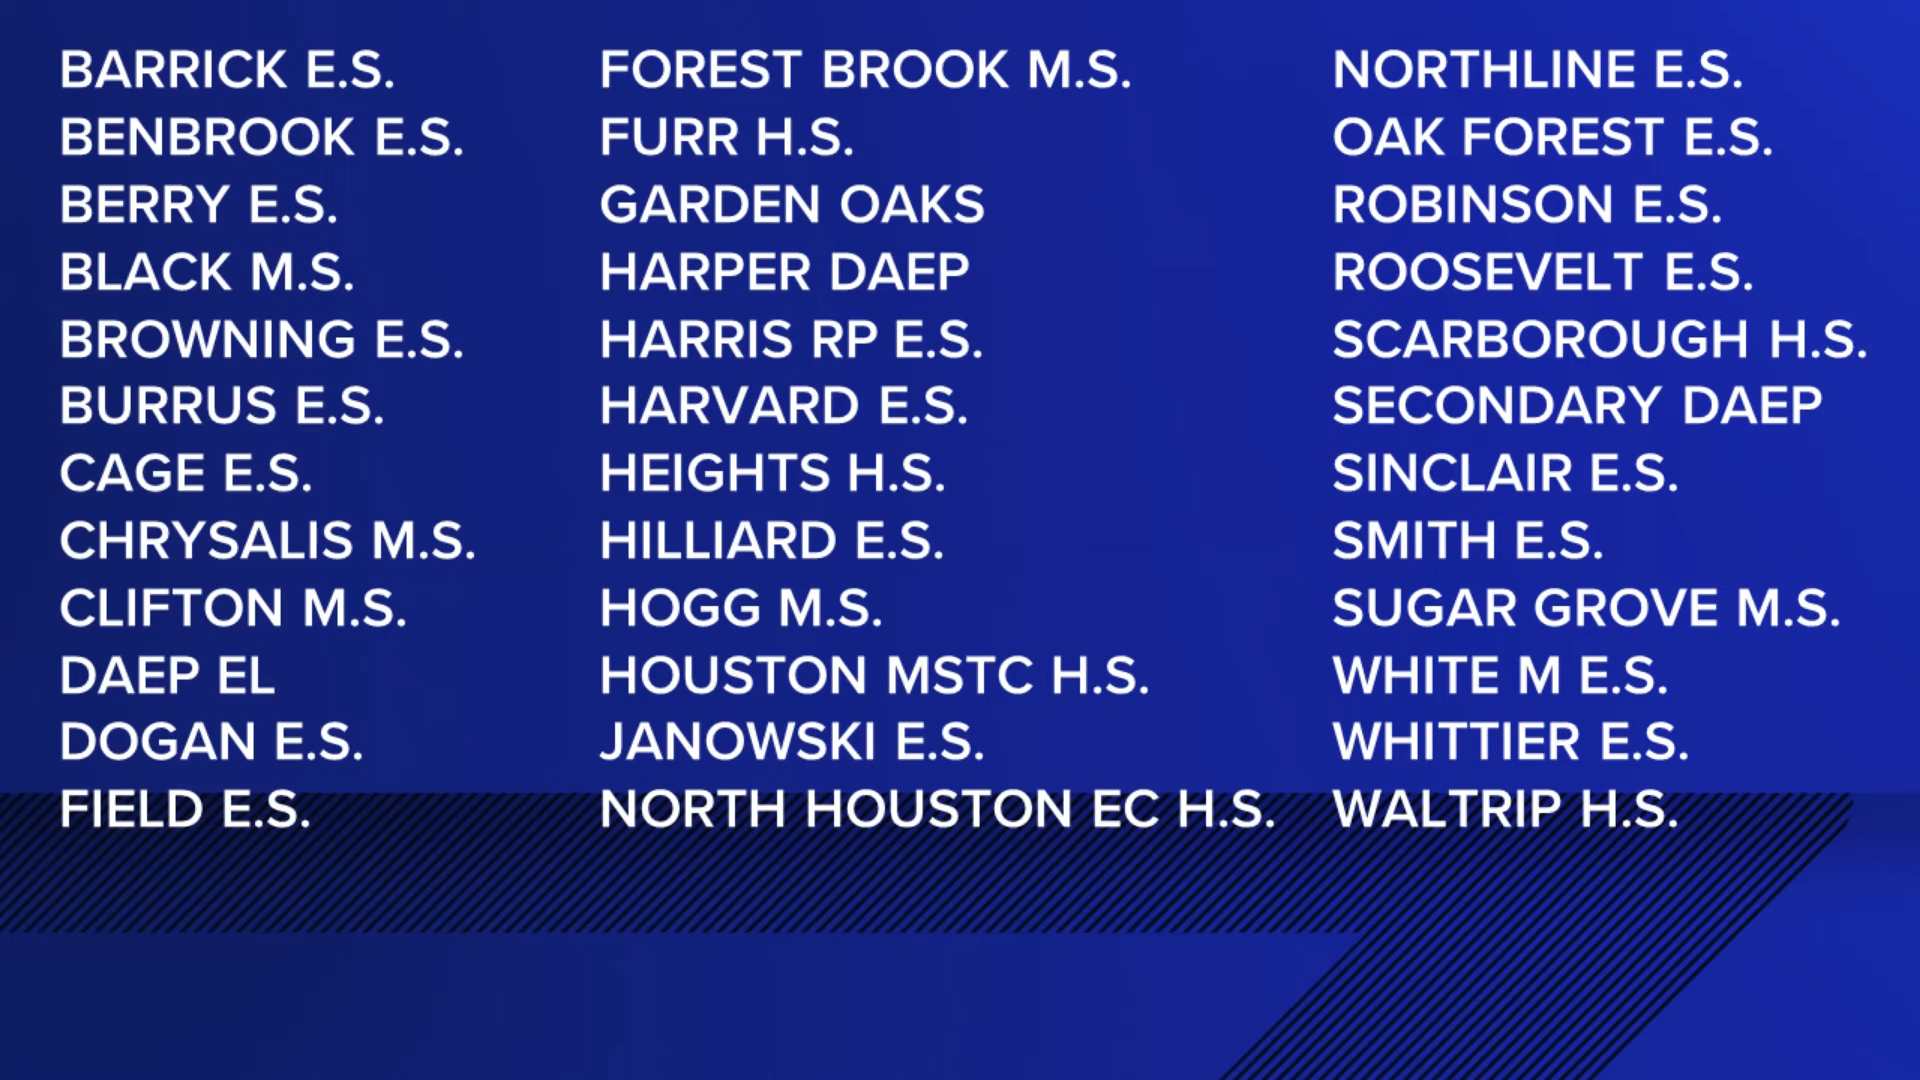 BARRICK E.S.
BENBROOK E.S.
BERRY E.S.
BLACK M.S.
BROWNING E.S.
BURRUS E.S.
CAGE E.S.
CHRYSALIS M.S.
CLIFTON M.S.
DAEP EL
DOGAN E.S.
FIELD E.S.
FOREST BROOK M.S.
FURR H.S.
GARDEN OAKS
HARPER DAEP
HARRIS RP E.S.
HARVARD E.S.
HEIGHTS H.S.
HILLIARD E.S.
HOGG M.S.
HOUSTON MSTC H.S.
JANOWSKI E.S.
NORTH HOUSTON EC H.S.
NORTHLINE E.S.
OAK FOREST E.S.
ROBINSON E.S.
ROOSEVELT E.S.
SCARBOROUGH H.S.
SECONDARY DAEP
SINCLAIR E.S.
SMITH E.S.
SUGAR GROVE M.S.
WHITE M E.S.
WHITTIER E.S.
WALTRIP H.S.